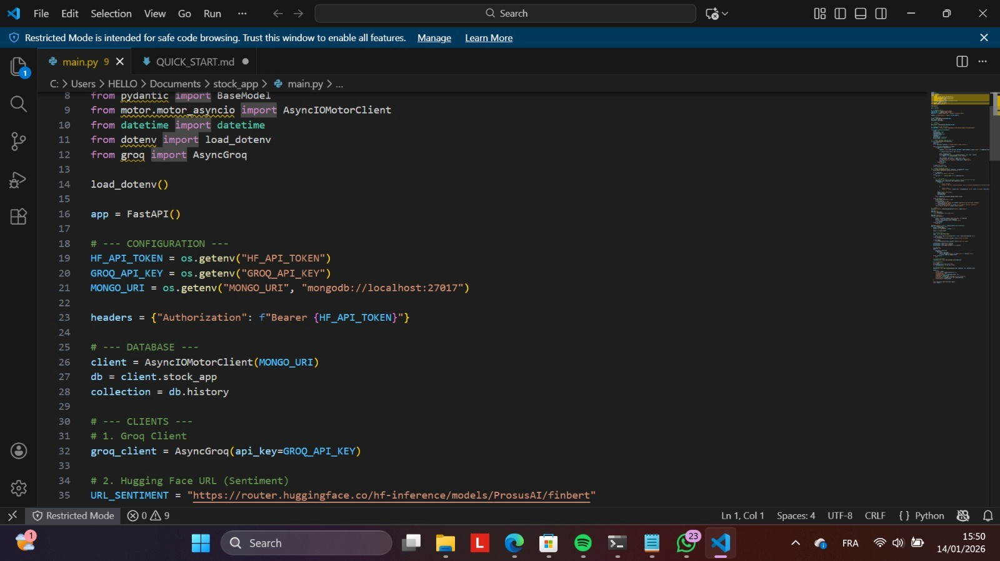 File Edit Selection View Go Run ··· Search
Restricted Mode is intended for safe code browsing. Trust this window to enable all features. Manage Learn More
1
main.py 9 QUICK_START.md
C: > Users > HELLO > Documents > stock_app > main.py > ...
8 from pydantic import BaseModel
9 from motor.motor_asyncio import AsyncIOMotorClient
10 from datetime import datetime
11 from dotenv import load_dotenv
12 from groq import AsyncGroq
13
14 load_dotenv()
15
16 app = FastAPI()
17
18 # --- CONFIGURATION ---
19 HF_API_TOKEN = os.getenv("HF_API_TOKEN")
20 GROQ_API_KEY = os.getenv("GROQ_API_KEY")
21 MONGO_URI = os.getenv("MONGO_URI", "mongodb://localhost:27017")
22
23 headers = {"Authorization": f"Bearer {HF_API_TOKEN}"}
24
25 # --- DATABASE ---
26 client = AsyncIOMotorClient(MONGO_URI)
27 db = client.stock_app
28 collection = db.history
29
30 # --- CLIENTS ---
31 # 1. Groq Client
32 groq_client = AsyncGroq(api_key=GROQ_API_KEY)
33
34 # 2. Hugging Face URL (Sentiment)
35 URL_SENTIMENT = "https://router.huggingface.co/hf-inference/models/ProsusAI/finbert"
Restricted Mode 0 9 Ln 1, Col 1 Spaces: 4 UTF-8 CRLF { } Python
1 Search L 23 FRA 15:50
14/01/2026